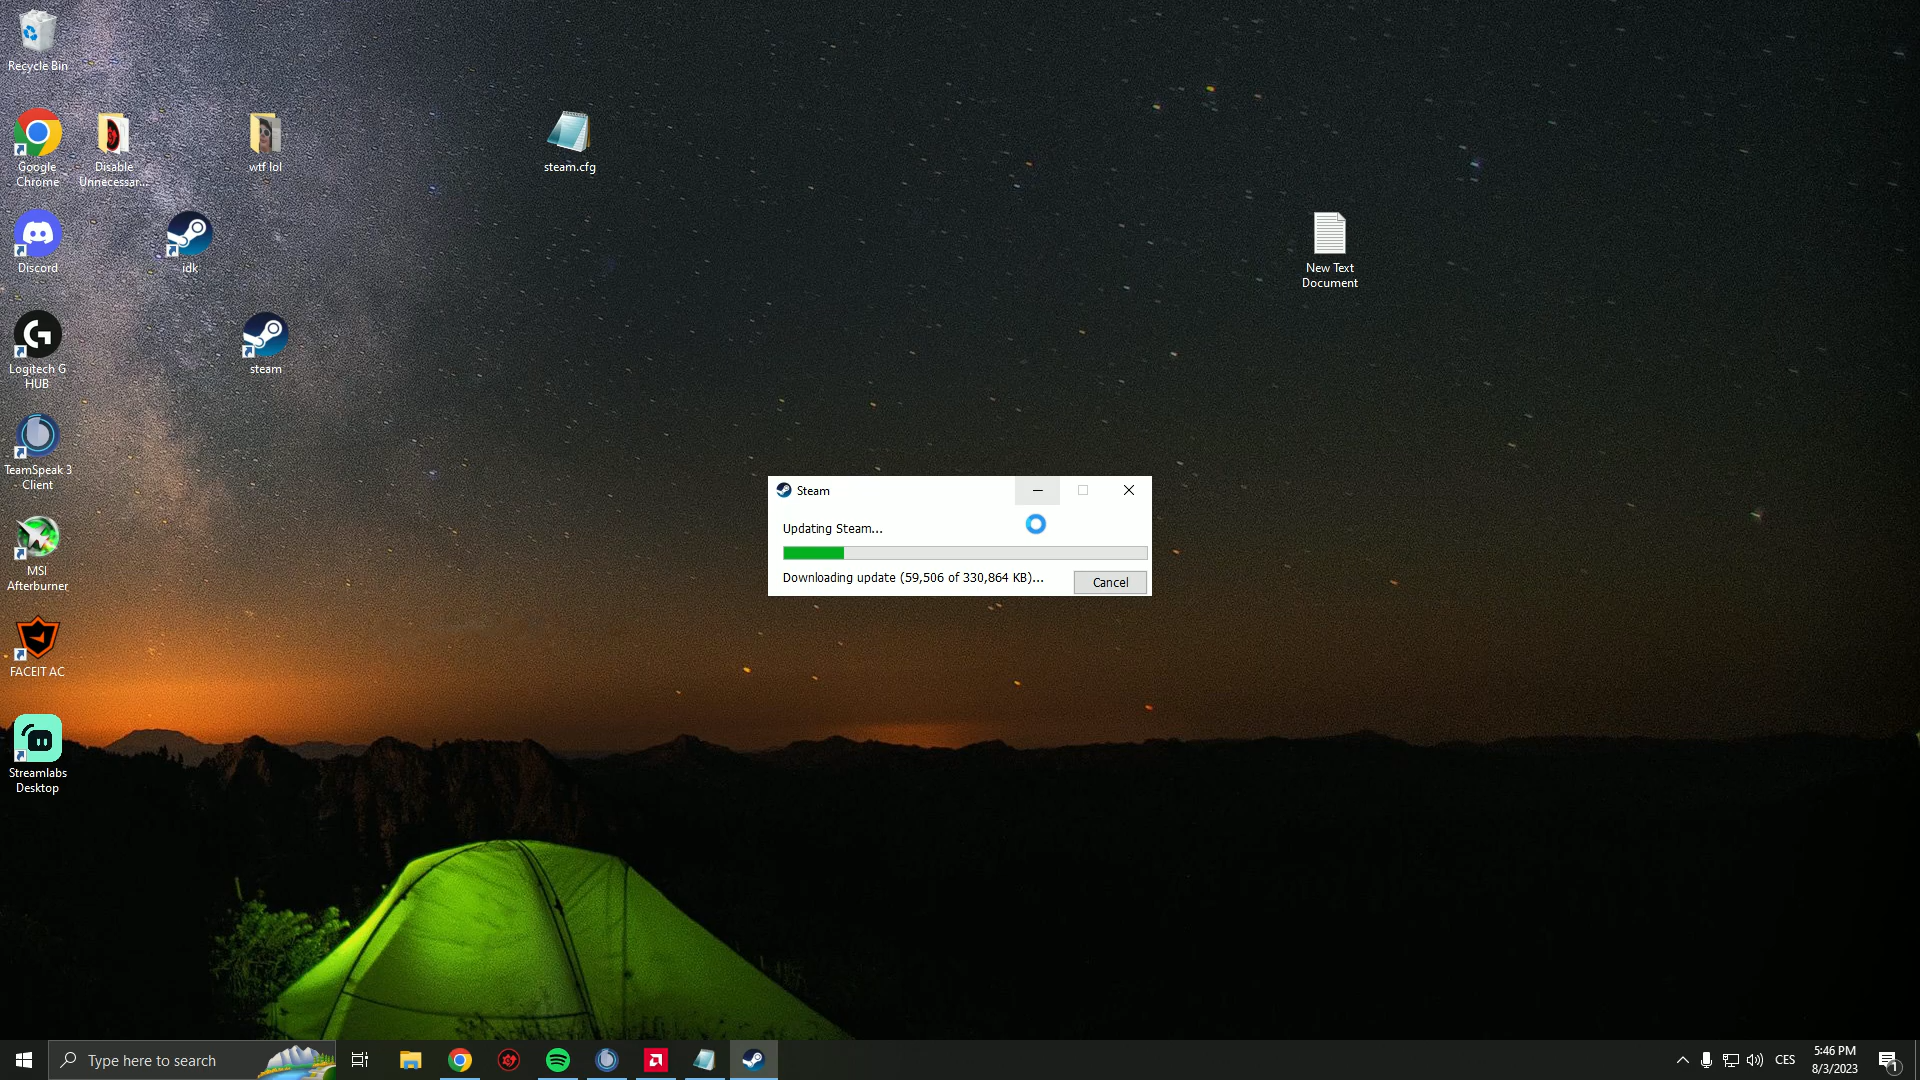 Recycle Bin
Google
Chrome
Disable
Unnecessar...
wtf lol
steam.cfg
Discord
idk
New Text
Document
Logitech G
HUB
steam
TeamSpeak 3
Client
Steam
Updating Steam...
Downloading update (59,506 of 330,864 KB)...
Cancel
MSI
Afterburner
FACEIT AC
Streamlabs
Desktop
Type here to search
CES
5:46 PM
8/3/2023
1